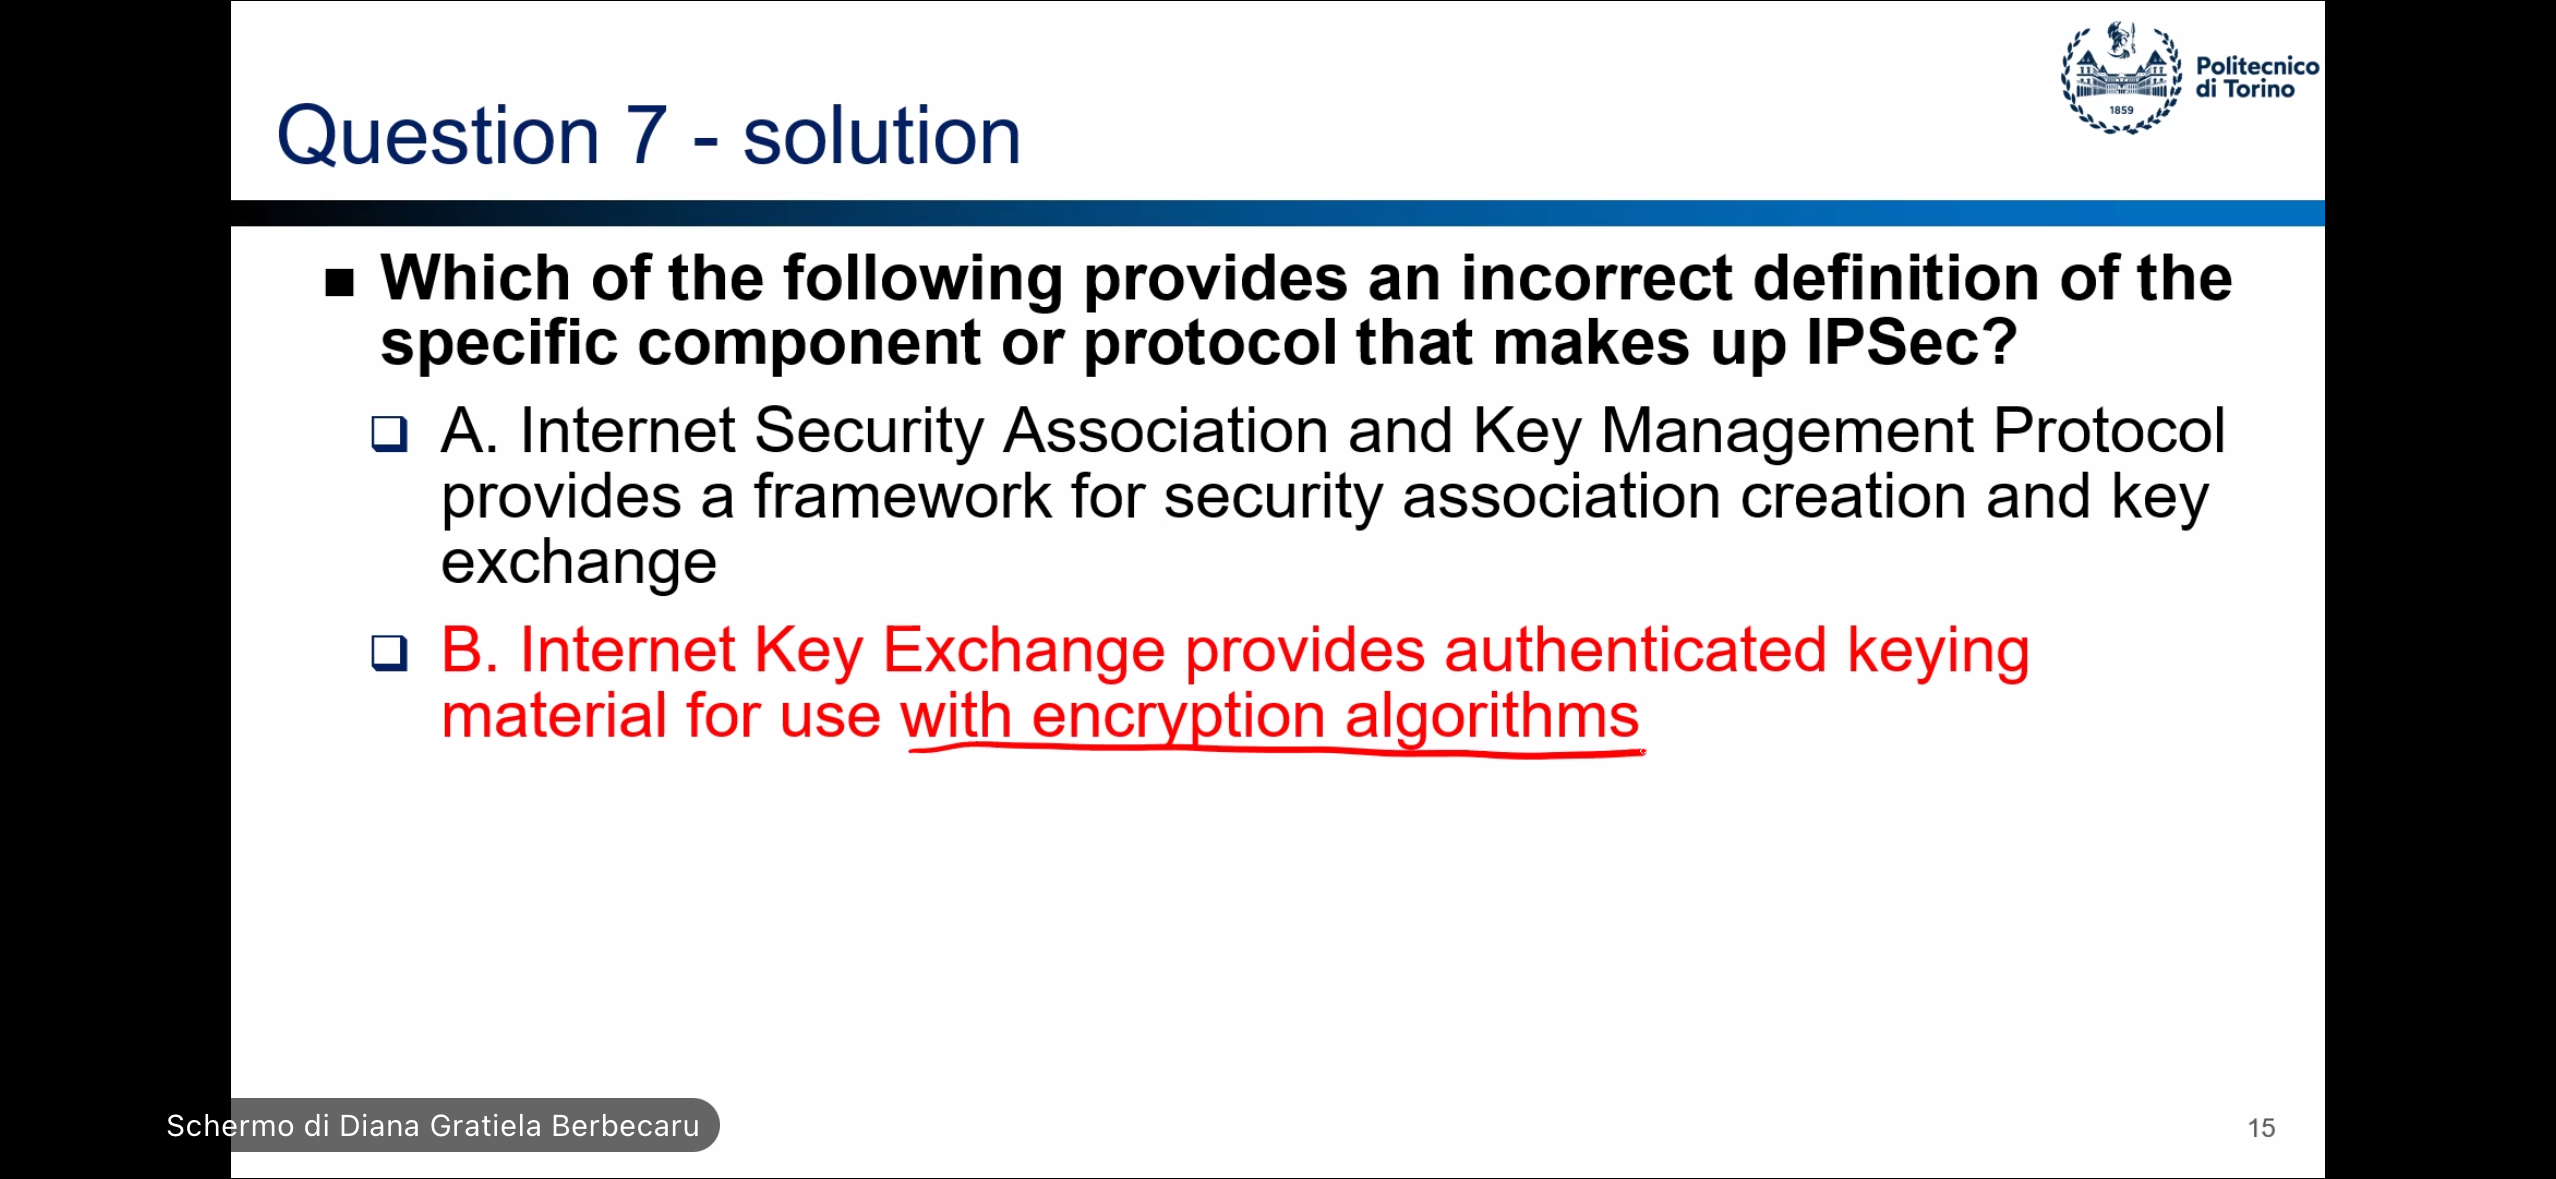 Politecnico
di Torino
1859
Question 7 - solution
Which of the following provides an incorrect definition of the
specific component or protocol that makes up IPSec?
A. Internet Security Association and Key Management Protocol
provides a framework for security association creation and key
exchange
B. Internet Key Exchange provides authenticated keying
material for use with encryption algorithms
Schermo di Diana Gratiela Berbecaru
15